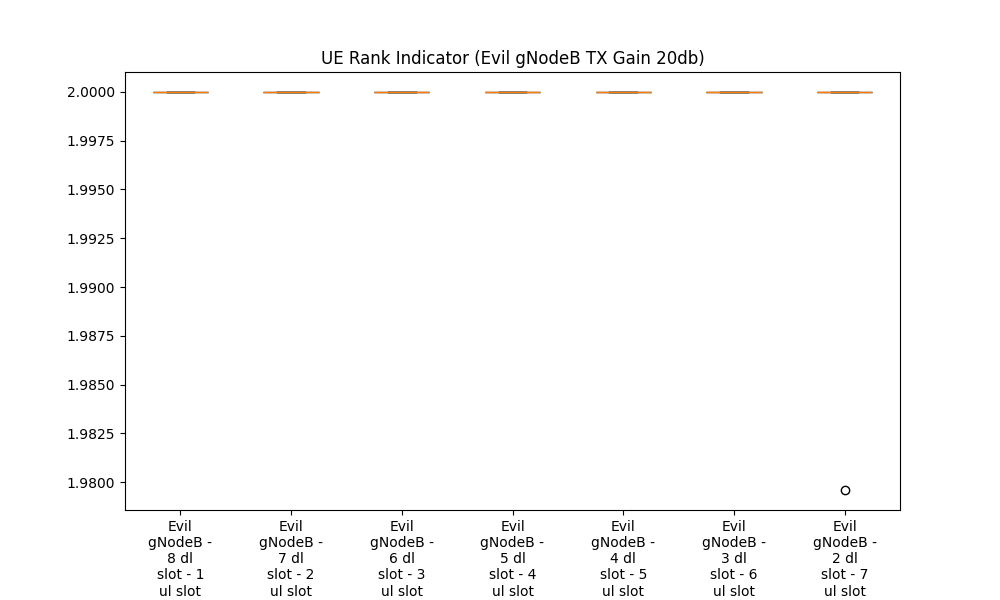 UE Rank Indicator (Evil gNodeB TX Gain 20db)
2.0000
1.9975
1.9950
1.9925
1.9900
1.9875
1.9850
1.9825
1.9800
Evil
gNodeB -
8 dl
slot - 1
ul slot
Evil
gNodeB -
7 dl
slot - 2
ul slot
Evil
gNodeB -
6 dl
slot - 3
ul slot
Evil
gNodeB -
5 dl
slot - 4
ul slot
Evil
gNodeB -
4 dl
slot - 5
ul slot
Evil
gNodeB -
3 dl
slot - 6
ul slot
Evil
gNodeB -
2 dl
slot - 7
ul slot